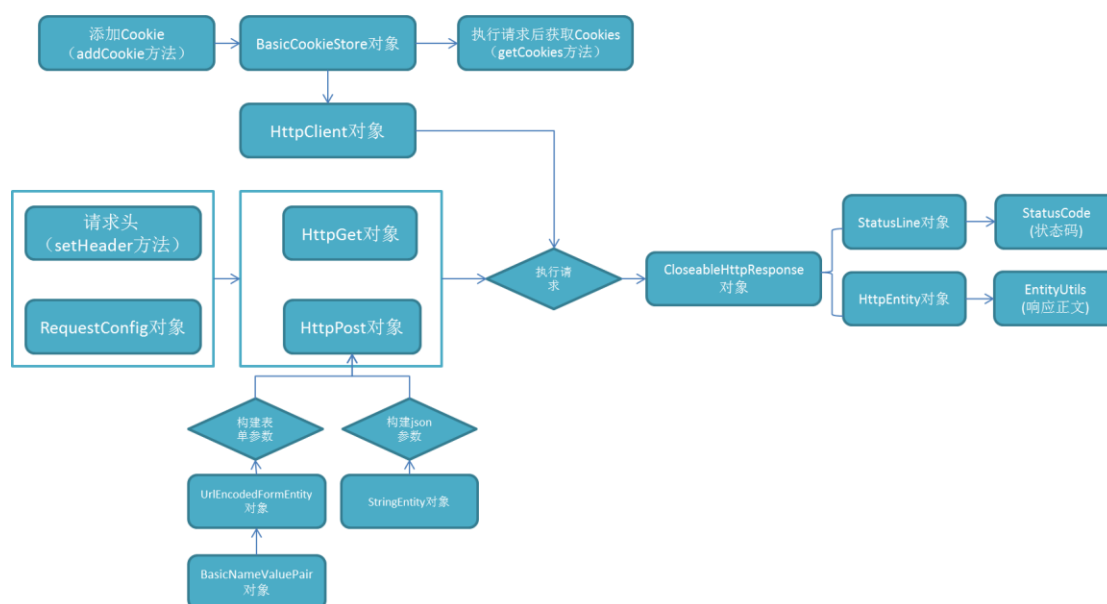 添加Cookie
（addCookie方法）
BasicCookieStore对象
执行请求后获取Cookies
（getCookies方法）
HttpClient对象
请求头
（setHeader方法）
RequestConfig对象
HttpGet对象
HttpPost对象
执行请
求
CloseableHttpResponse
对象
StatusLine对象
StatusCode
(状态码)
HttpEntity对象
EntityUtils
(响应正文)
构建表
单参数
构建json
参数
UrlEncodedFormEntity
对象
StringEntity对象
BasicNameValuePair
对象